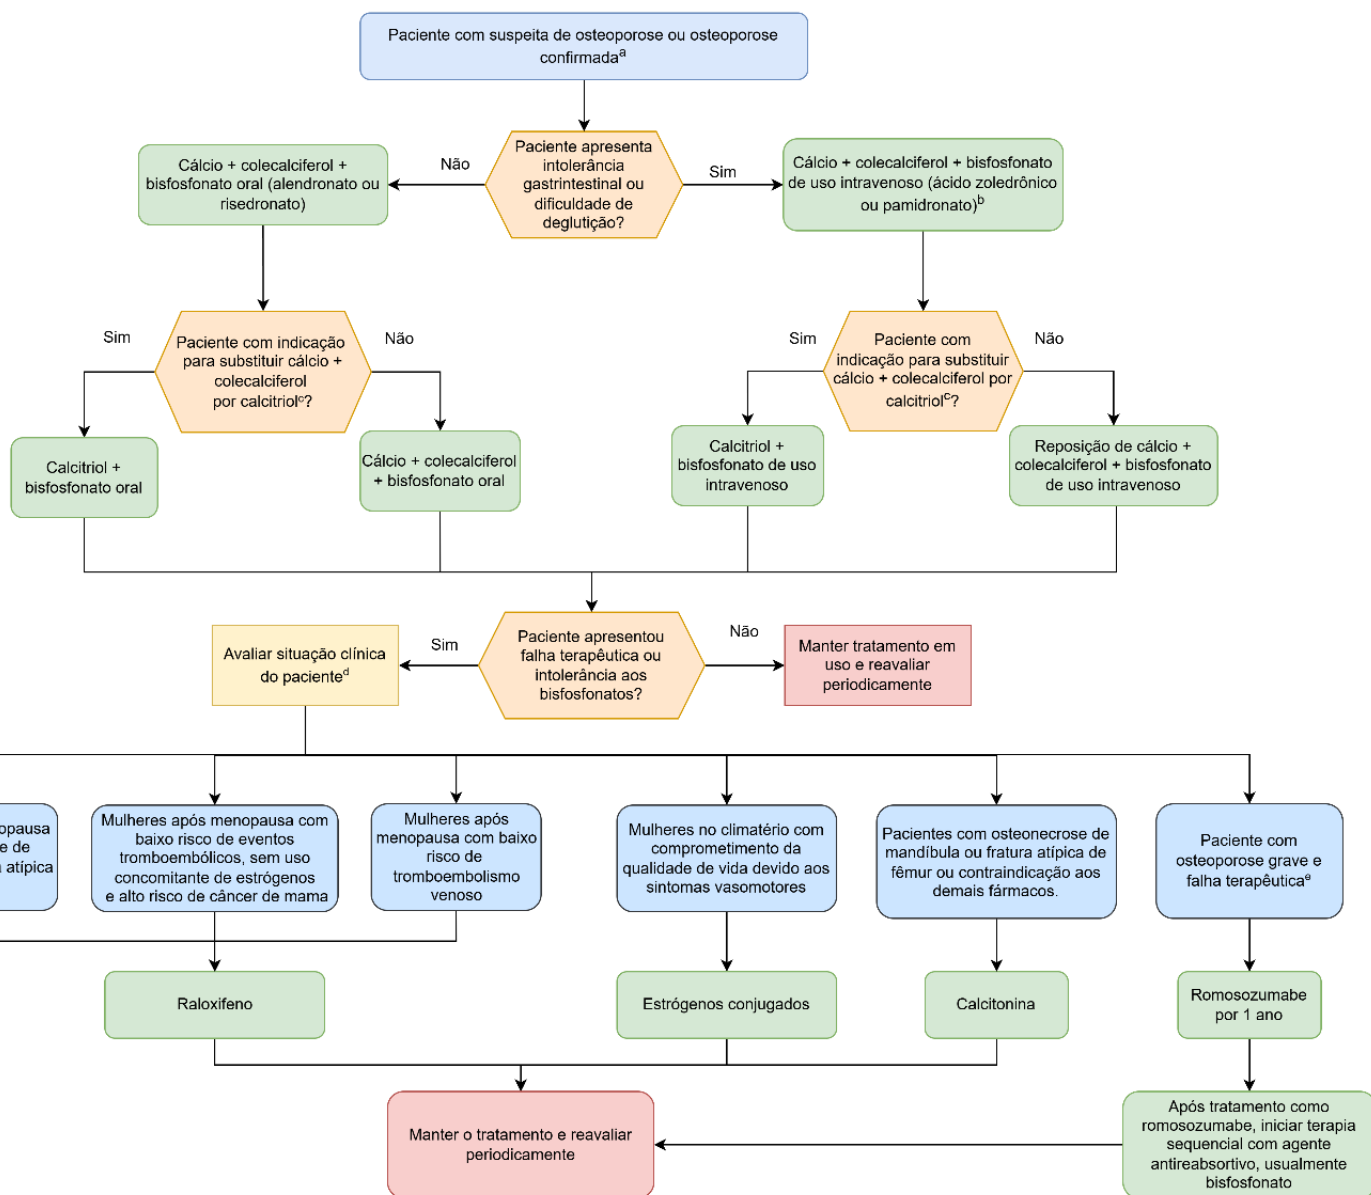 Paciente com suspeita de osteoporose ou osteoporose
confirmadaª
Paciente apresenta
intolerância
gastrintestinal ou
dificuldade de
deglutição?
Não
Sim
Cálcio + colecalciferol +
bisfosfonato oral (alendronato ou
risedronato)
Cálcio + colecalciferol + bisfosfonato
de uso intravenoso (ácido zoledrônico
ou pamidronato)ᵇ
Sim
Paciente com indicação
para substituir cálcio +
colecalciferol
por calcitriolᶜ?
Não
Sim
Paciente com
indicação para substituir
cálcio + colecalciferol por
calcitriolᶜ?
Não
Calcitriol +
bisfosfonato oral
Cálcio + colecalciferol
+ bisfosfonato oral
Calcitriol +
bisfosfonato de uso
intravenoso
Reposição de cálcio +
colecalciferol + bisfosfonato
de uso intravenoso
Avaliar situação clínica
do pacienteᵈ
Sim
Paciente apresentou
falha terapêutica ou
intolerância aos
bisfosfonatos?
Não
Manter tratamento em
uso e reavaliar
periodicamente
opausa
e de
a atípica
Mulheres após menopausa com
baixo risco de eventos
tromboembólicos, sem uso
concomitante de estrógenos
e alto risco de câncer de mama
Mulheres após
menopausa com baixo
risco de
tromboembolismo
venoso
Mulheres no climatério com
comprometimento da
qualidade de vida devido aos
sintomas vasomotores
Pacientes com osteonecrose de
mandíbula ou fratura atípica de
fêmur ou contraindicação aos
demais fármacos.
Paciente com
osteoporose grave e
falha terapêuticaᵉ
Raloxifeno
Estrógenos conjugados
Calcitonina
Romosozumabe
por 1 ano
Manter o tratamento e reavaliar
periodicamente
Após tratamento como
romosozumabe, iniciar terapia
sequencial com agente
antireabsortivo, usualmente
bisfosfonato